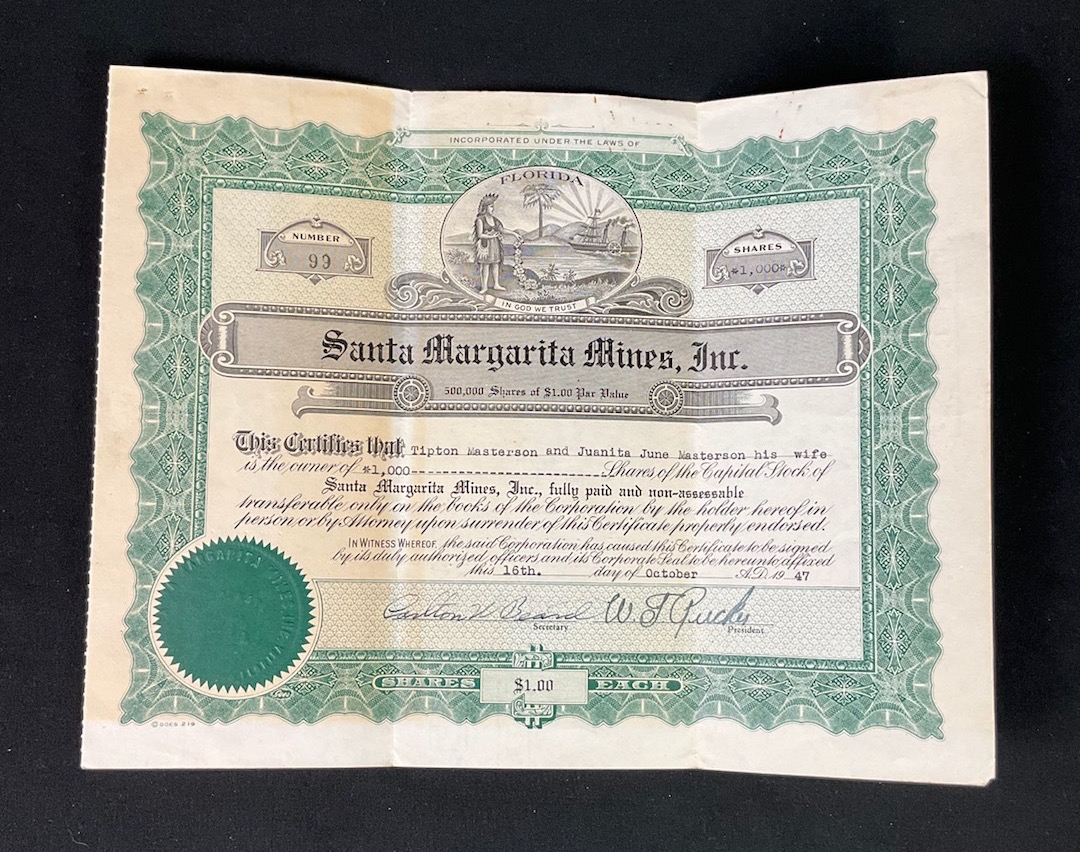 INCORPORATED UNDER THE LAWS OF
FLORIDA
NUMBER
99
SHARES
*1,000*
IN GOD WE TRUST
Santa Margarita Mines, Inc.
500,000 Shares of $1.00 Par Value
This Certifies that Tipton Masterson and Juanita June Masterson his wife
is the owner of *1,000 Shares of the Capital Stock of
Santa Margarita Mines, Inc., fully paid and non-assessable
transferable only on the books of the Corporation by the holder hereof in
person or by Attorney upon surrender of this Certificate properly endorsed.
IN WITNESS WHEREOF, the said Corporation has caused this Certificate to be signed
by its duly authorized officers and its Corporate Seal to be hereunto affixed
this 16th. day of October A.D. 19 47
Carlton W. Beard
Secretary
W. F.
President
SHARES $1.00 EACH
© GOES 219